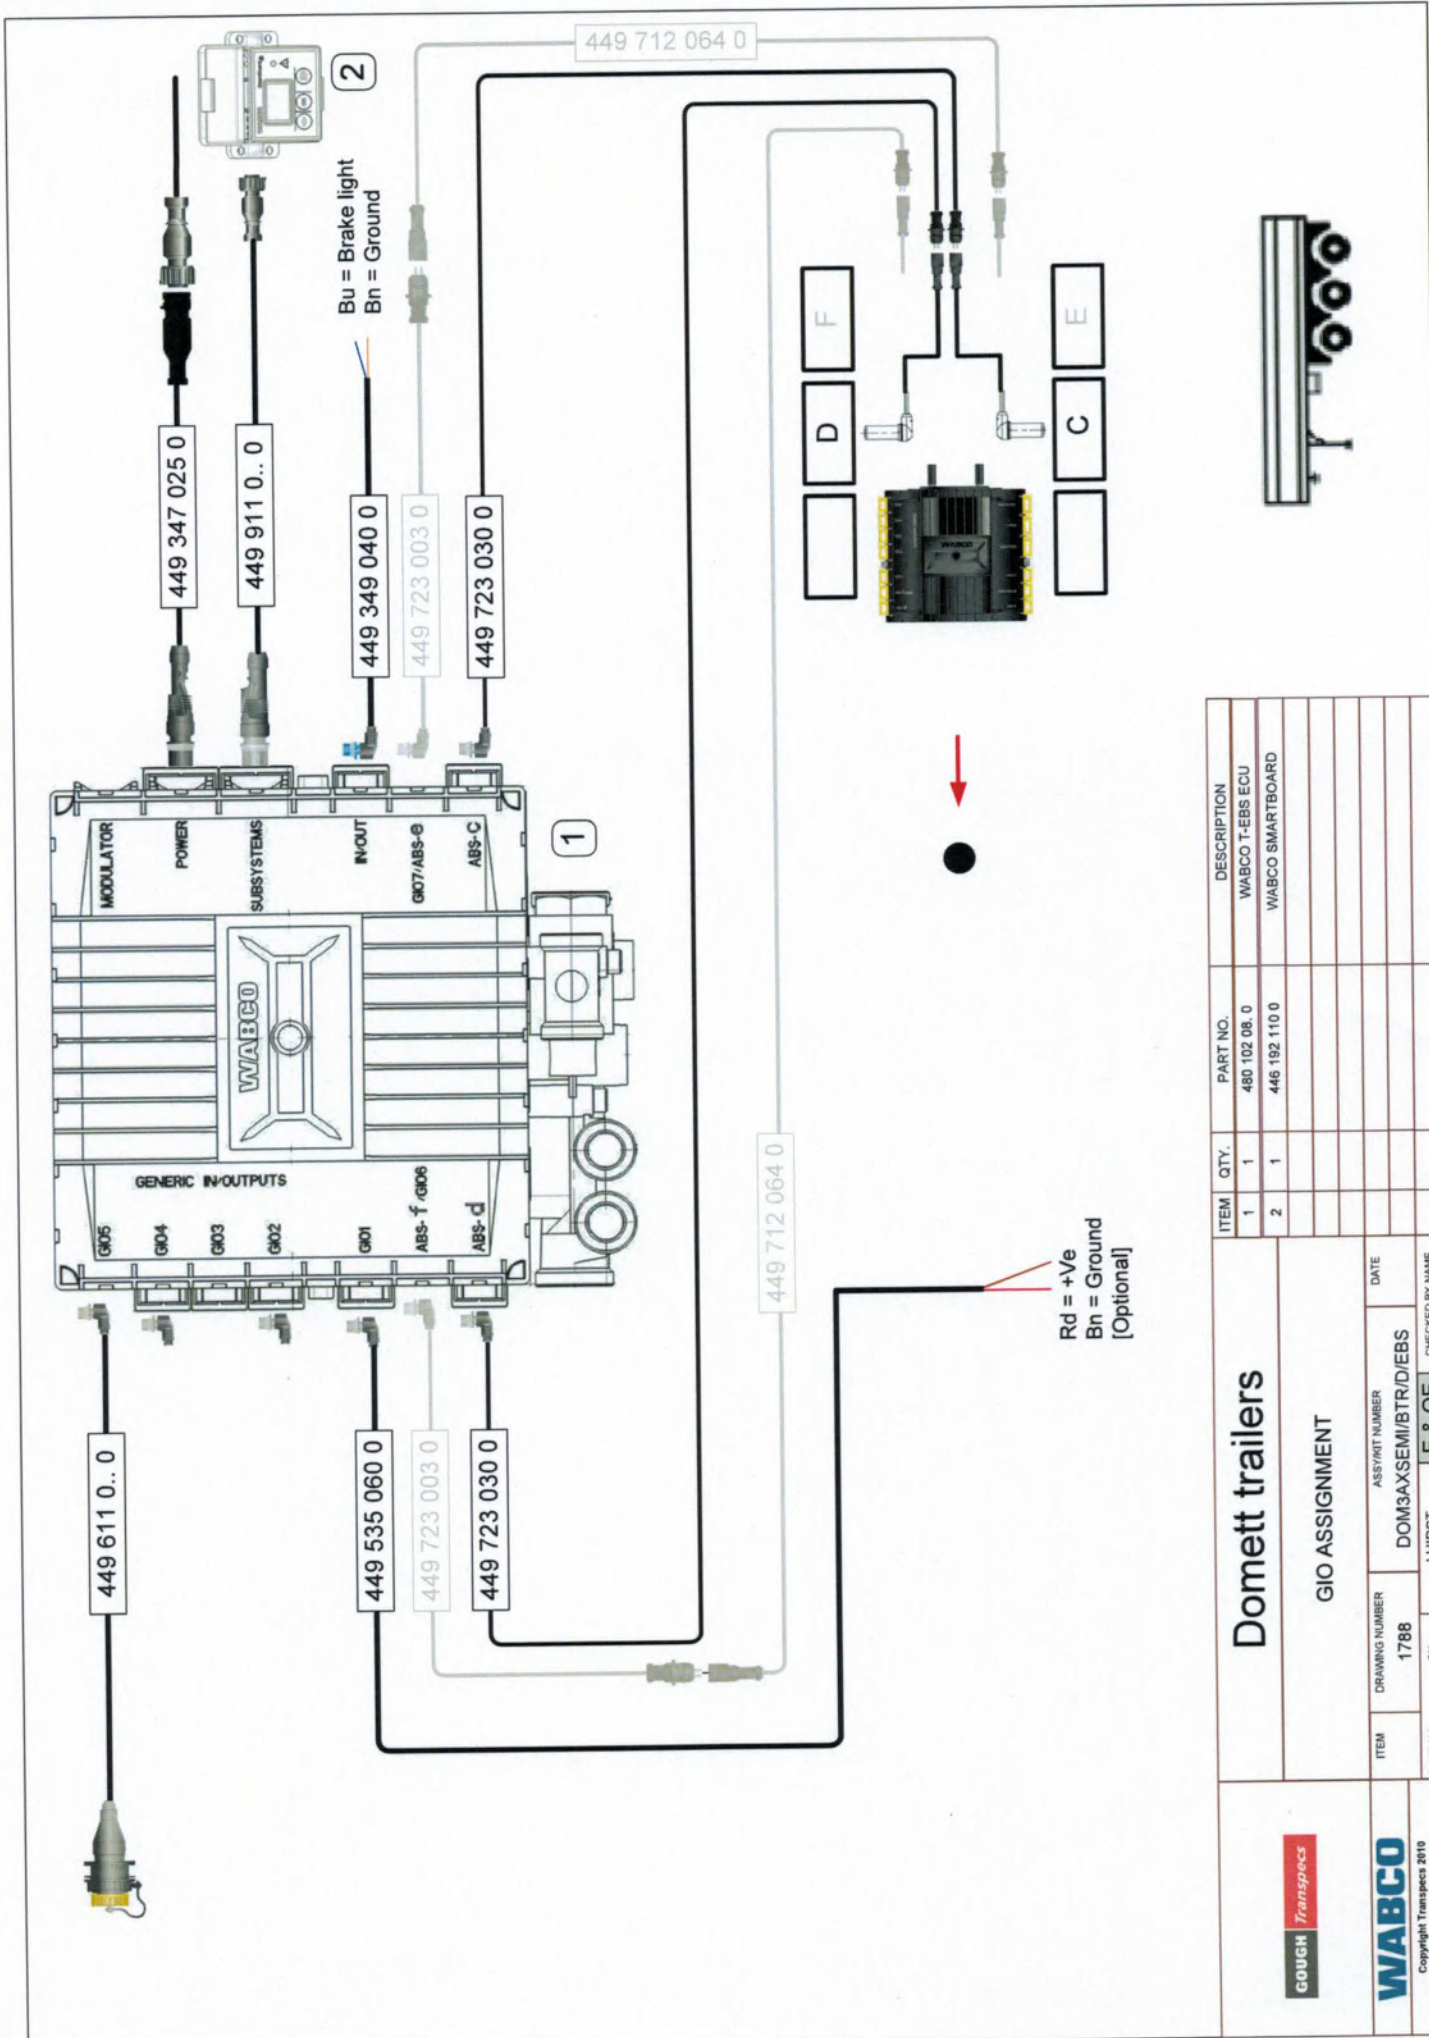 449 611 0.. 0
449 535 060 0
449 723 003 0
449 723 030 0
GIO5
GIO4
GIO3
GIO2
GIO1
ABS-f/GIO6
ABS-d
GENERIC IN/OUTPUTS
WABCO
MODULATOR
POWER
SUBSYSTEMS
IN/OUT
GIO7/ABS-e
ABS-c
1
449 347 025 0
449 911 0.. 0
449 349 040 0
449 723 003 0
449 723 030 0
Bu = Brake light
Bn = Ground
2
449 712 064 0
449 712 064 0
Rd = +Ve
Bn = Ground
[Optional]
D
F
WABCO
C
E
GOUGH Transpecs
WABCO
Copyright Transpecs 2010
Domett trailers
GIO ASSIGNMENT
ITEM
DRAWING NUMBER
1788
ASSY/KIT NUMBER
DOM3AXSEMI/BTR/D/EBS
DATE
E & OE
CHECKED BY NAME
ITEM QTY. PART NO. DESCRIPTION
1 1 480 102 08. 0 WABCO T-EBS ECU
2 1 446 192 110 0 WABCO SMARTBOARD